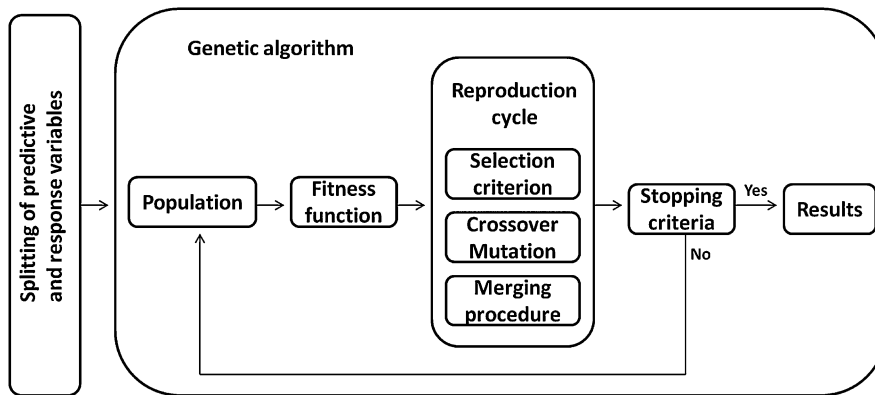 Splitting of predictive
and response variables
Genetic algorithm
Population
Fitness
function
Reproduction
cycle
Selection
criterion
Crossover
Mutation
Merging
procedure
Stopping
criteria
Yes
No
Results